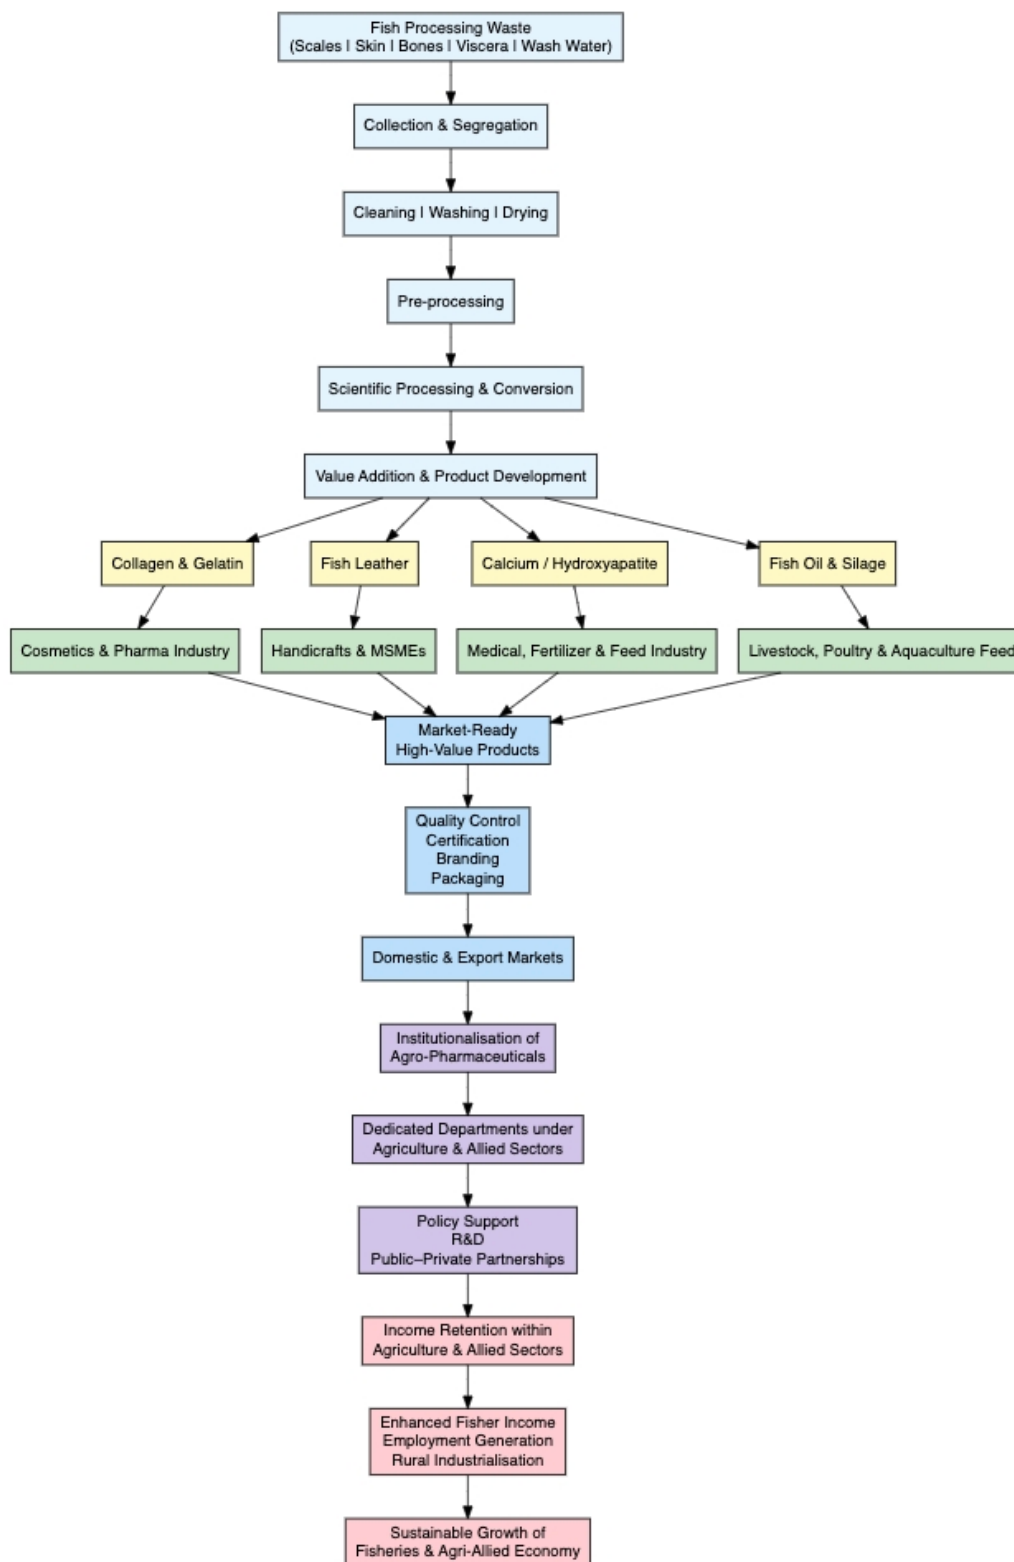 Fish Processing Waste
(Scales | Skin | Bones | Viscera | Wash Water)
Collection & Segregation
Cleaning | Washing | Drying
Pre-processing
Scientific Processing & Conversion
Value Addition & Product Development
Collagen & Gelatin
Fish Leather
Calcium / Hydroxyapatite
Fish Oil & Silage
Cosmetics & Pharma Industry
Handicrafts & MSMEs
Medical, Fertilizer & Feed Industry
Livestock, Poultry & Aquaculture Feed
Market-Ready
High-Value Products
Quality Control
Certification
Branding
Packaging
Domestic & Export Markets
Institutionalisation of
Agro-Pharmaceuticals
Dedicated Departments under
Agriculture & Allied Sectors
Policy Support
R&D
Public–Private Partnerships
Income Retention within
Agriculture & Allied Sectors
Enhanced Fisher Income
Employment Generation
Rural Industrialisation
Sustainable Growth of
Fisheries & Agri-Allied Economy